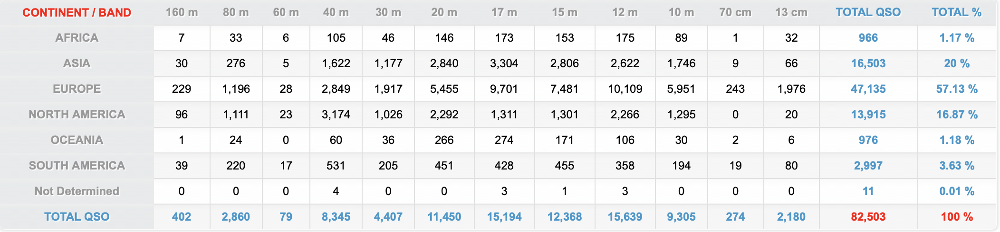 CONTINENT / BAND 160 m 80 m 60 m 40 m 30 m 20 m 17 m 15 m 12 m 10 m 70 cm 13 cm TOTAL QSO TOTAL %
AFRICA 7 33 6 105 46 146 173 153 175 89 1 32 966 1.17 %
ASIA 30 276 5 1,622 1,177 2,840 3,304 2,806 2,622 1,746 9 66 16,503 20 %
EUROPE 229 1,196 28 2,849 1,917 5,455 9,701 7,481 10,109 5,951 243 1,976 47,135 57.13 %
NORTH AMERICA 96 1,111 23 3,174 1,026 2,292 1,311 1,301 2,266 1,295 0 20 13,915 16.87 %
OCEANIA 1 24 0 60 36 266 274 171 106 30 2 6 976 1.18 %
SOUTH AMERICA 39 220 17 531 205 451 428 455 358 194 19 80 2,997 3.63 %
Not Determined 0 0 0 4 0 0 3 1 3 0 0 0 11 0.01 %
TOTAL QSO 402 2,860 79 8,345 4,407 11,450 15,194 12,368 15,639 9,305 274 2,180 82,503 100 %